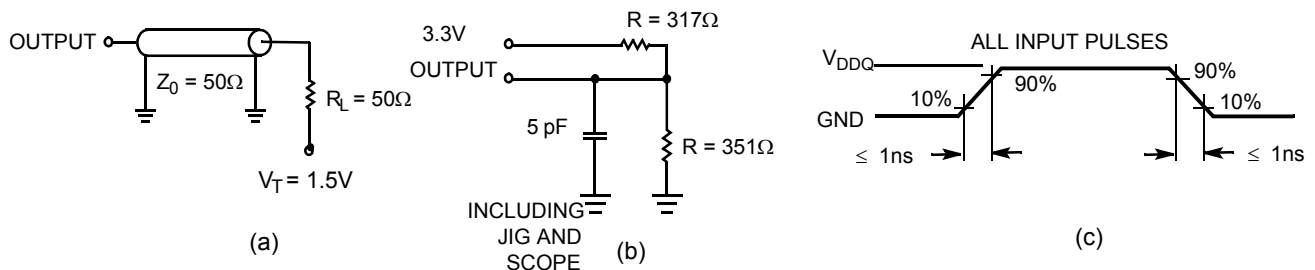 OUTPUT
Z0 = 50Ω
RL = 50Ω
VT = 1.5V
(a)
R = 317Ω
3.3V
OUTPUT
5 pF
R = 351Ω
INCLUDING
JIG AND
SCOPE
(b)
ALL INPUT PULSES
VDDQ
GND
10%
90%
90%
10%
≤ 1ns
≤ 1ns
(c)